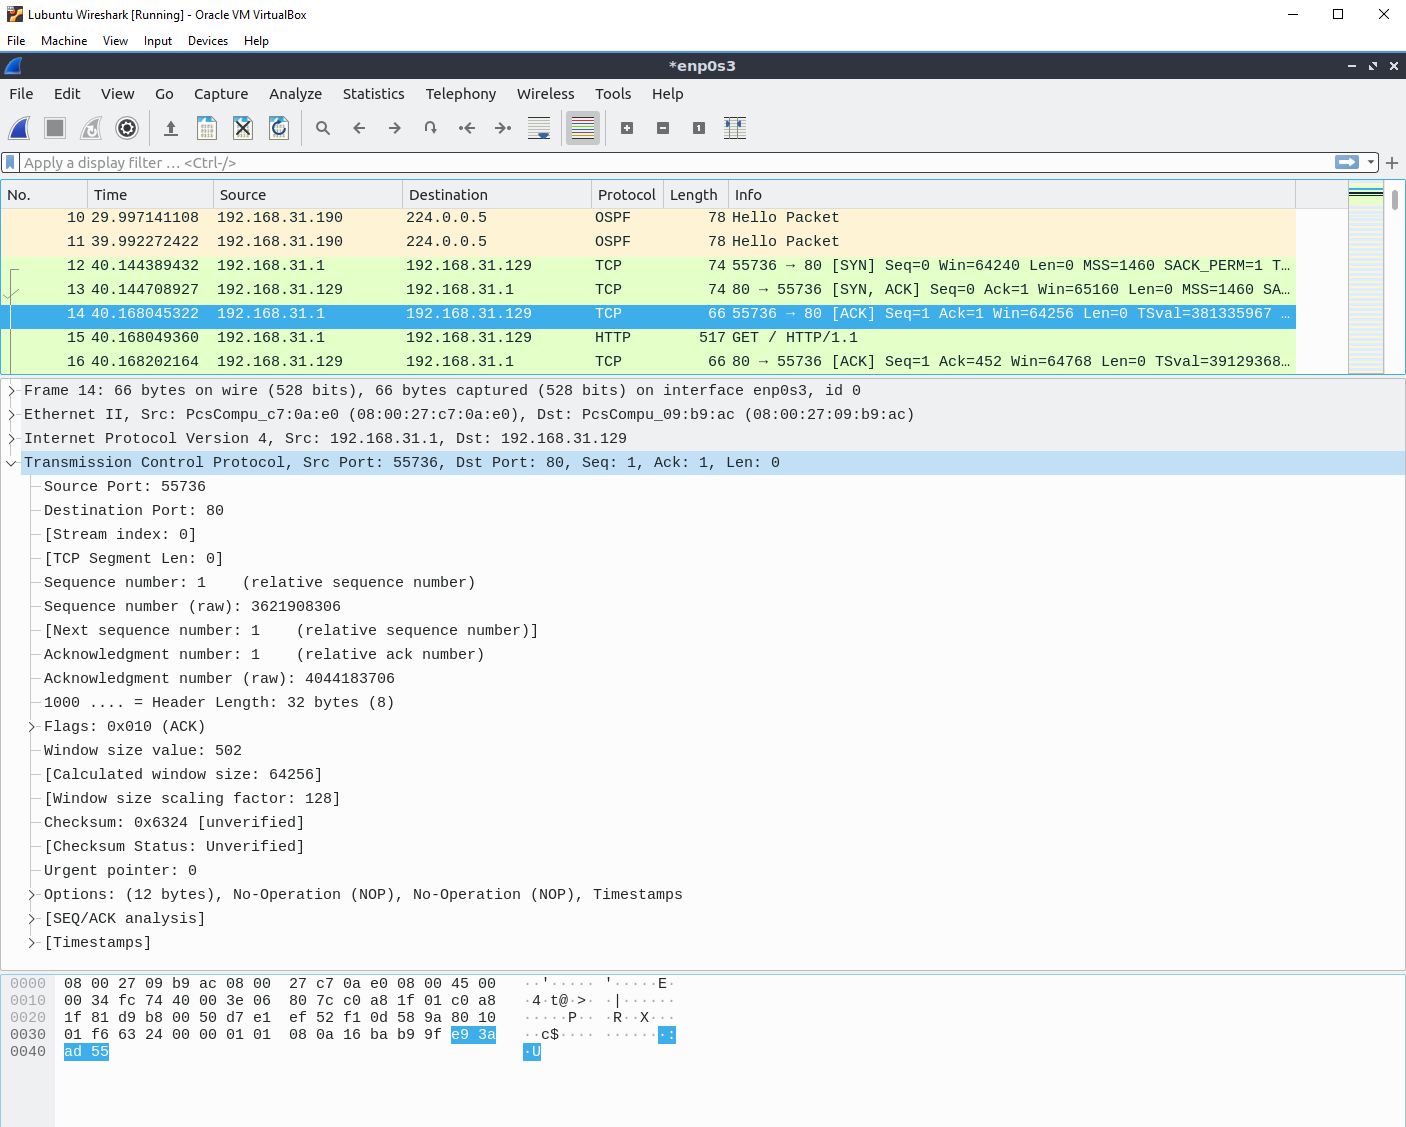 Lubuntu Wireshark [Running] - Oracle VM VirtualBox
File Machine View Input Devices Help
*enp0s3
File Edit View Go Capture Analyze Statistics Telephony Wireless Tools Help
Apply a display filter … <Ctrl-/>
No. Time Source Destination Protocol Length Info
10 29.997141108 192.168.31.190 224.0.0.5 OSPF 78 Hello Packet
11 39.992272422 192.168.31.190 224.0.0.5 OSPF 78 Hello Packet
12 40.144389432 192.168.31.1 192.168.31.129 TCP 74 55736 → 80 [SYN] Seq=0 Win=64240 Len=0 MSS=1460 SACK_PERM=1 T…
13 40.144708927 192.168.31.129 192.168.31.1 TCP 74 80 → 55736 [SYN, ACK] Seq=0 Ack=1 Win=65160 Len=0 MSS=1460 SA…
14 40.168045322 192.168.31.1 192.168.31.129 TCP 66 55736 → 80 [ACK] Seq=1 Ack=1 Win=64256 Len=0 TSval=381335967 …
15 40.168049360 192.168.31.1 192.168.31.129 HTTP 517 GET / HTTP/1.1
16 40.168202164 192.168.31.129 192.168.31.1 TCP 66 80 → 55736 [ACK] Seq=1 Ack=452 Win=64768 Len=0 TSval=39129368…
Frame 14: 66 bytes on wire (528 bits), 66 bytes captured (528 bits) on interface enp0s3, id 0
Ethernet II, Src: PcsCompu_c7:0a:e0 (08:00:27:c7:0a:e0), Dst: PcsCompu_09:b9:ac (08:00:27:09:b9:ac)
Internet Protocol Version 4, Src: 192.168.31.1, Dst: 192.168.31.129
Transmission Control Protocol, Src Port: 55736, Dst Port: 80, Seq: 1, Ack: 1, Len: 0
Source Port: 55736
Destination Port: 80
[Stream index: 0]
[TCP Segment Len: 0]
Sequence number: 1    (relative sequence number)
Sequence number (raw): 3621908306
[Next sequence number: 1    (relative sequence number)]
Acknowledgment number: 1    (relative ack number)
Acknowledgment number (raw): 4044183706
1000 .... = Header Length: 32 bytes (8)
Flags: 0x010 (ACK)
Window size value: 502
[Calculated window size: 64256]
[Window size scaling factor: 128]
Checksum: 0x6324 [unverified]
[Checksum Status: Unverified]
Urgent pointer: 0
Options: (12 bytes), No-Operation (NOP), No-Operation (NOP), Timestamps
[SEQ/ACK analysis]
[Timestamps]
0000 08 00 27 09 b9 ac 08 00 27 c7 0a e0 08 00 45 00 ··'····· '·····E·
0010 00 34 fc 74 40 00 3e 06 80 7c c0 a8 1f 01 c0 a8 ·4·t@·>· ·|······
0020 1f 81 d9 b8 00 50 d7 e1 ef 52 f1 0d 58 9a 80 10 ·····P·· ·R··X···
0030 01 f6 63 24 00 00 01 01 08 0a 16 ba b9 9f e9 3a ··c$···· ·······:
0040 ad 55 ·U